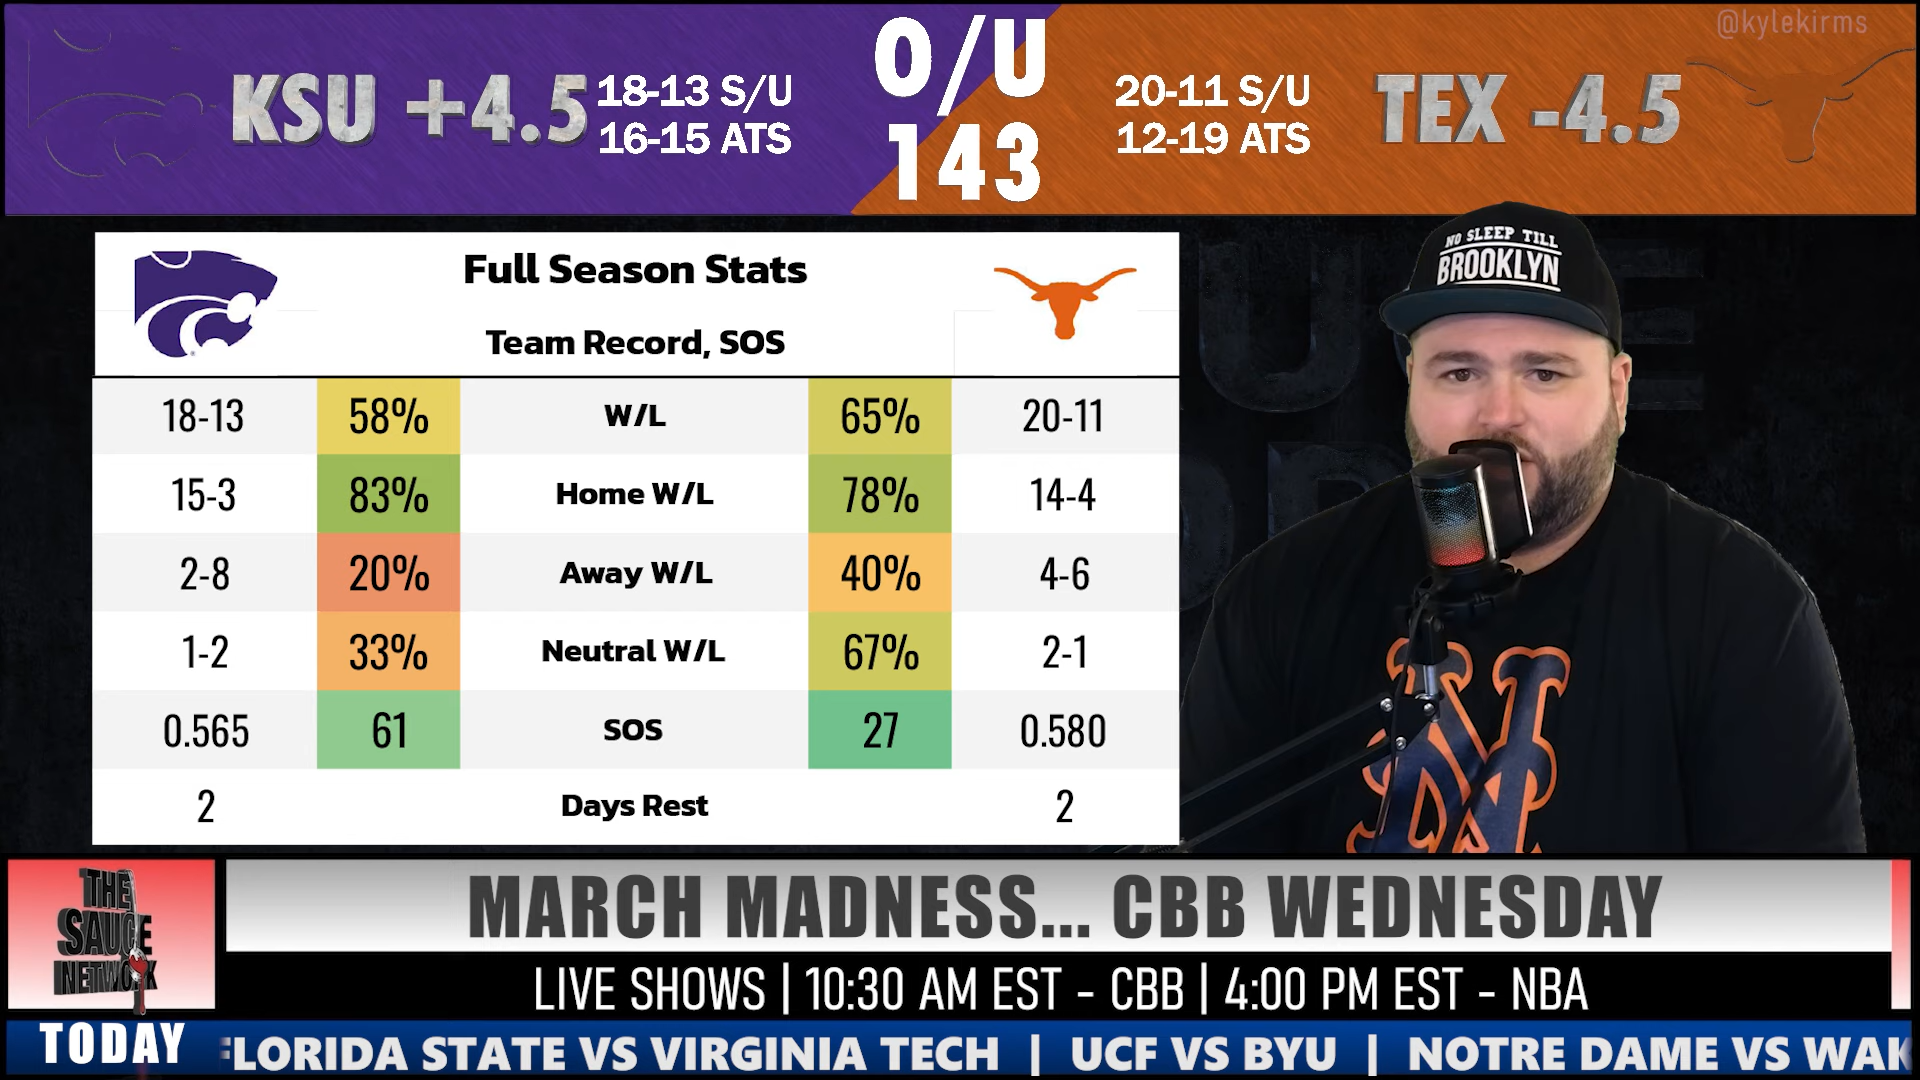 @kylekirms
KSU +4.5
18-13 S/U
16-15 ATS
O/U
143
20-11 S/U
12-19 ATS
TEX -4.5
Full Season Stats
Team Record, SOS
18-13 58% W/L 65% 20-11
15-3 83% Home W/L 78% 14-4
2-8 20% Away W/L 40% 4-6
1-2 33% Neutral W/L 67% 2-1
0.565 61 SOS 27 0.580
2 Days Rest 2
NO SLEEP TILL
BROOKLYN
NY
THE
SAUCE
NETWORK
MARCH MADNESS... CBB WEDNESDAY
LIVE SHOWS | 10:30 AM EST - CBB | 4:00 PM EST - NBA
TODAY
FLORIDA STATE VS VIRGINIA TECH | UCF VS BYU | NOTRE DAME VS WAK